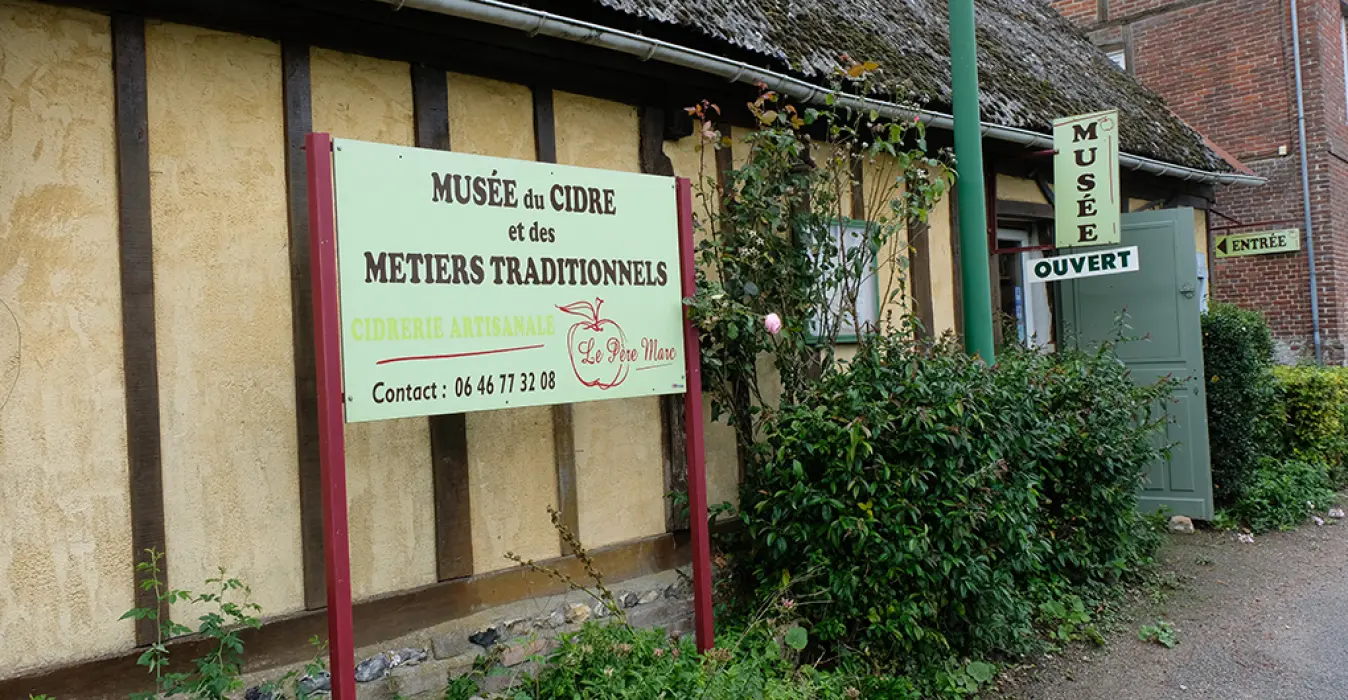 MUSÉE du CIDRE
et des
METIERS TRADITIONNELS
CIDRERIE ARTISANALE
Le Père Marc
Contact : 06 46 77 32 08
MUSÉE
OUVERT
ENTRÉE